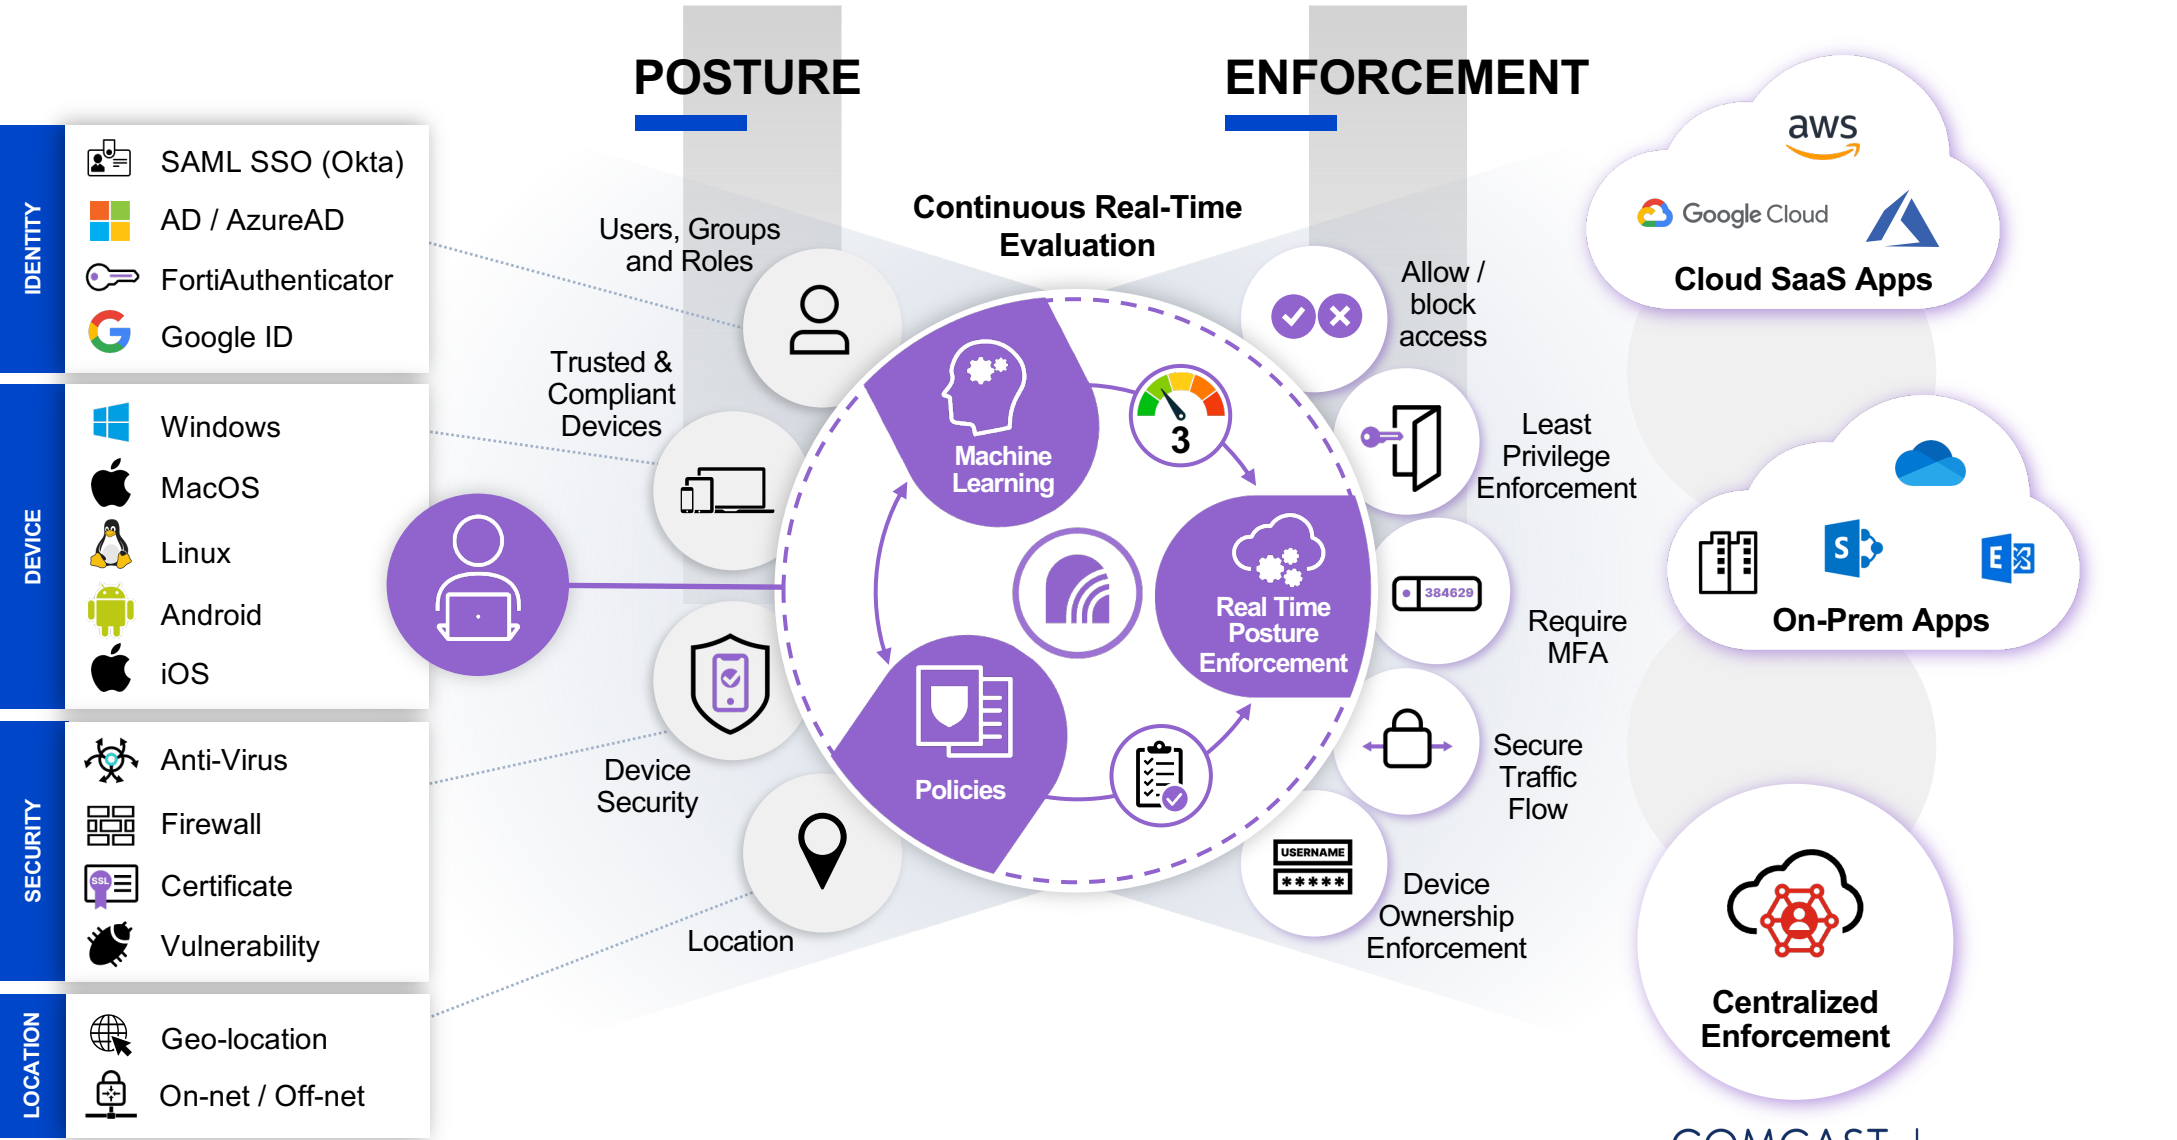 POSTURE
ENFORCEMENT
IDENTITY
SAML SSO (Okta)
AD / AzureAD
FortiAuthenticator
Google ID
DEVICE
Windows
MacOS
Linux
Android
iOS
SECURITY
Anti-Virus
Firewall
SSL
Certificate
Vulnerability
LOCATION
Geo-location
On-net / Off-net
Users, Groups
and Roles
Trusted &
Compliant
Devices
Device
Security
Location
Continuous Real-Time
Evaluation
Machine
Learning
3
Real Time
Posture
Enforcement
Policies
Allow /
block
access
Least
Privilege
Enforcement
384629
Require
MFA
Secure
Traffic
Flow
USERNAME
*****
Device
Ownership
Enforcement
aws
Google Cloud
Cloud SaaS Apps
S
E
On-Prem Apps
Centralized
Enforcement
COMCAST